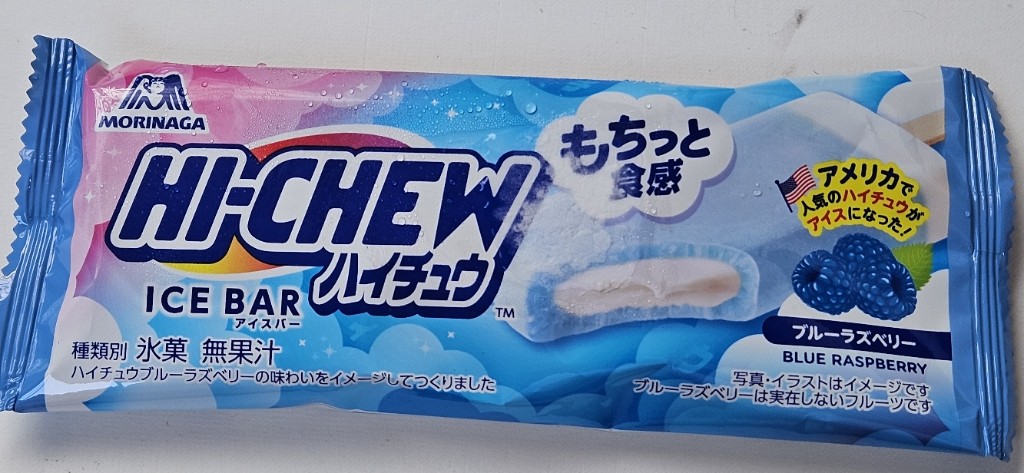 MORINAGA
HI-CHEW
ハイチュウ
TM
ICE BAR
アイスバー
もちっと
食感
アメリカで
人気のハイチュウが
アイスになった!
ブルーラズベリー
BLUE RASPBERRY
種類別 氷菓 無果汁
ハイチュウブルーラズベリーの味わいをイメージしてつくりました
写真・イラストはイメージです
ブルーラズベリーは実在しないフルーツです